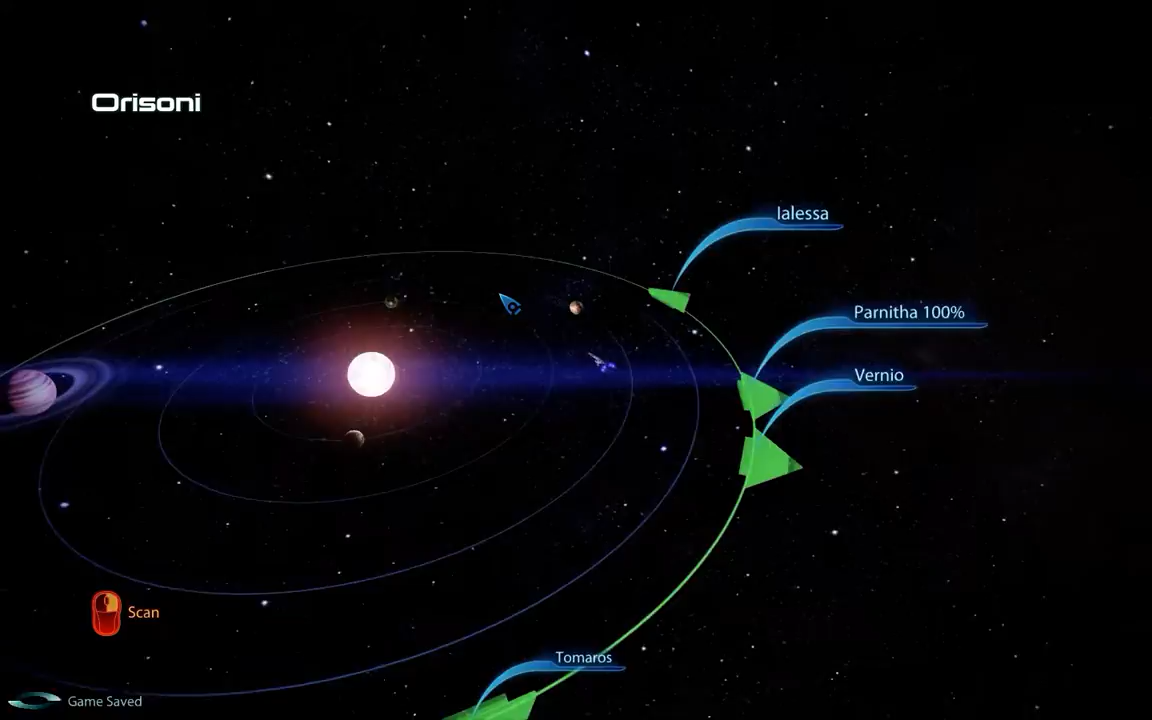 Orisoni
Ialessa
Parnitha 100%
Vernio
Scan
Tomaros
Game Saved